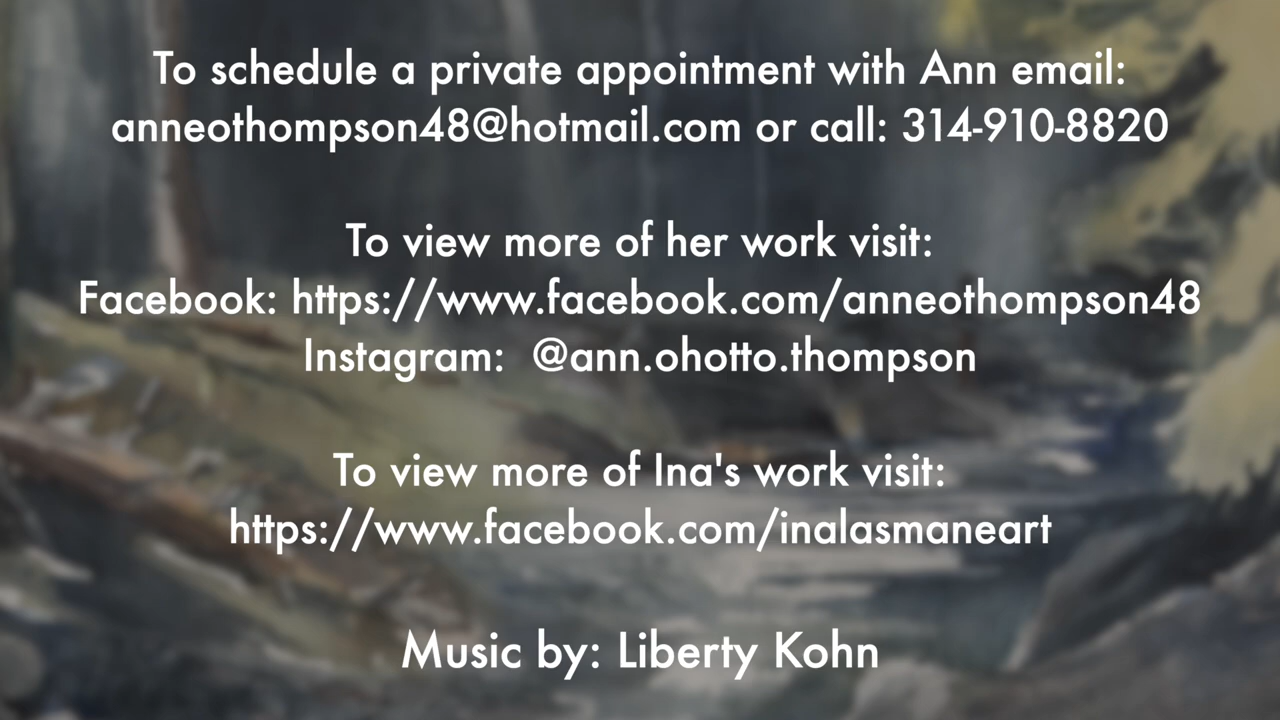 To schedule a private appointment with Ann email:
anneothompson48@hotmail.com or call: 314-910-8820
To view more of her work visit:
Facebook: https://www.facebook.com/anneothompson48
Instagram: @ann.ohotto.thompson
To view more of Ina's work visit:
https://www.facebook.com/inalasmaneart
Music by: Liberty Kohn